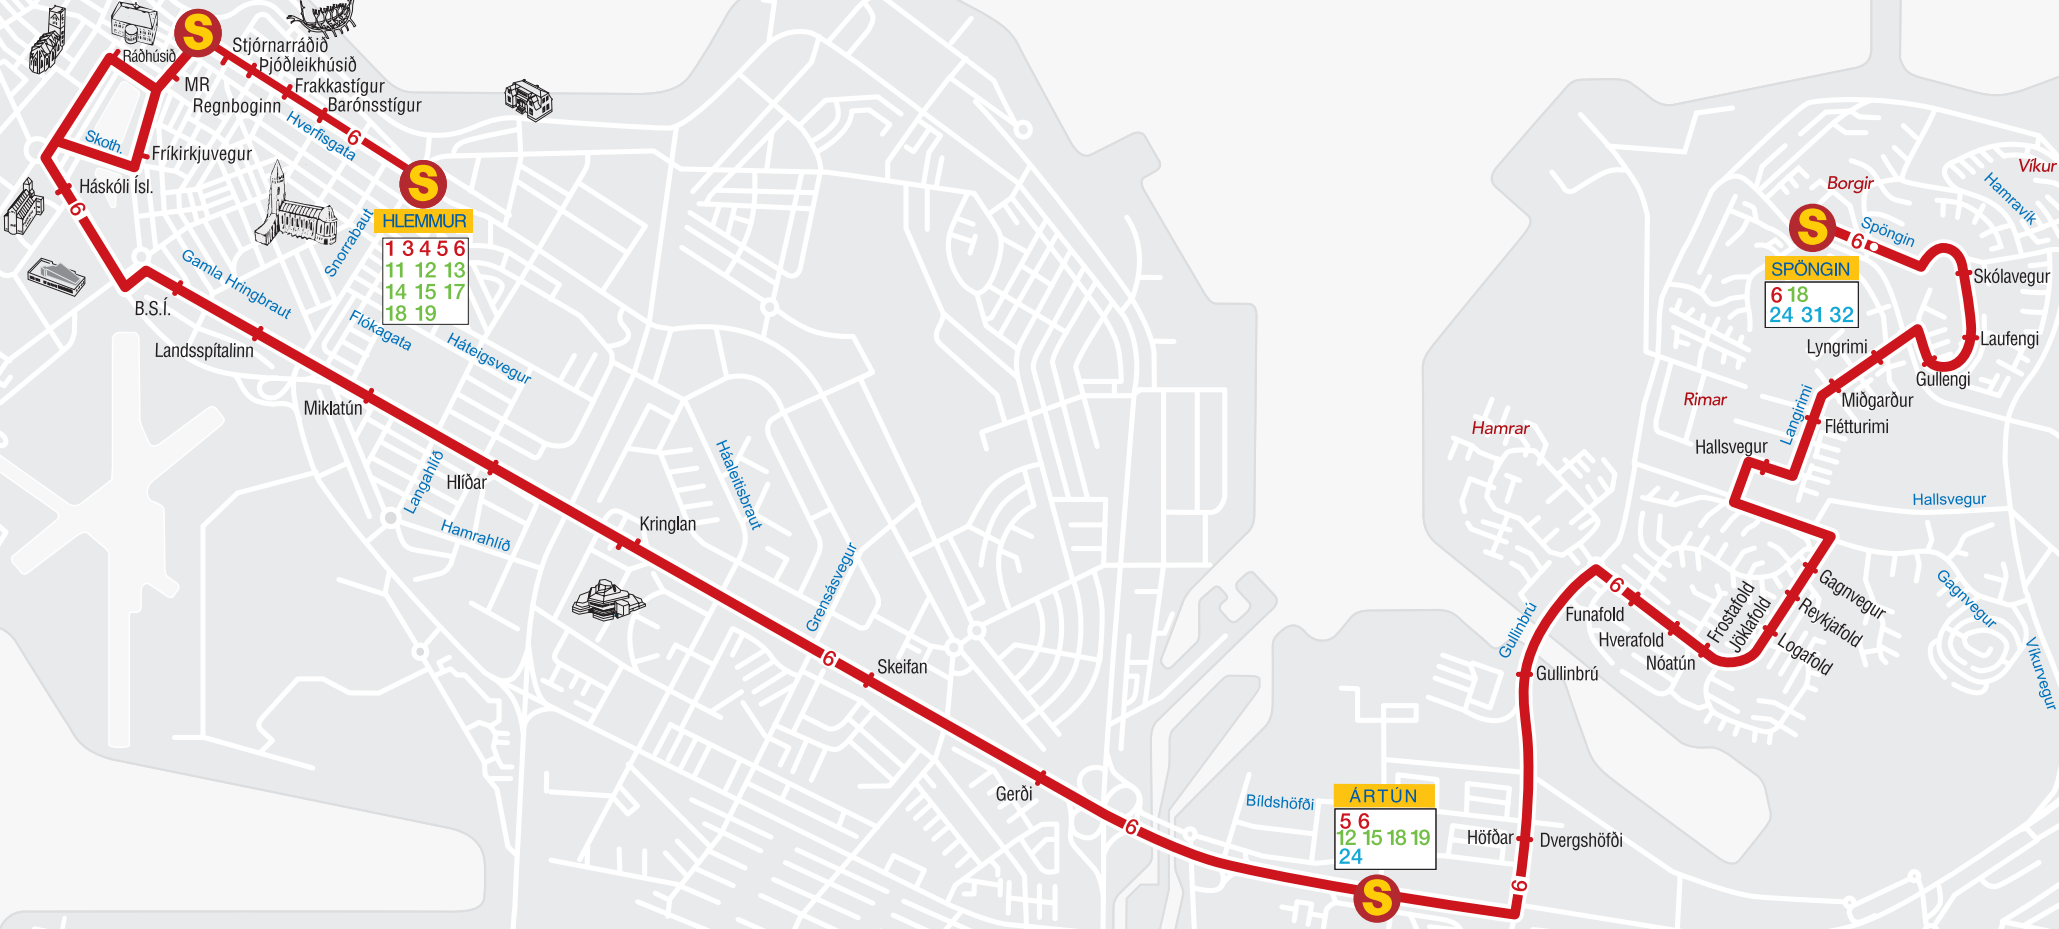 S
Stjórnarráðið
Þjóðleikhúsið
Frakkastígur
Barónsstígur
Ráðhúsið
MR
Regnboginn
Hverfisgata
6
Skoth.
Fríkirkjuvegur
Háskóli Ísl.
6
S
HLEMMUR
1 3 4 5 6
11 12 13
14 15 17
18 19
Snorrabaut
Gamla Hringbraut
B.S.Í.
Landsspítalinn
Flókagata
Háteigsvegur
Miklatún
Langahlíð
Hlíðar
Hamrahlíð
Kringlan
Háaleitisbraut
Grensásvegur
6
Skeifan
Gerði
6
Bíldshöfði
ÁRTÚN
5 6
12 15 18 19
24
S
6
Höfðar
Dvergshöfði
Gullinbrú
Gullinbrú
6
Funafold
Hverafold
Nóatún
Frostafold
Jöklafold
Logafold
Reykjafold
Gagnvegur
Gagnvegur
Víkurvegur
Hallsvegur
Hallsvegur
Hamrar
Rimar
Langirimi
Flétturimi
Miðgarður
Lyngrimi
Gullengi
Laufengi
Skólavegur
Spöngin
6
S
SPÖNGIN
6 18
24 31 32
Borgir
Hamravík
Víkur